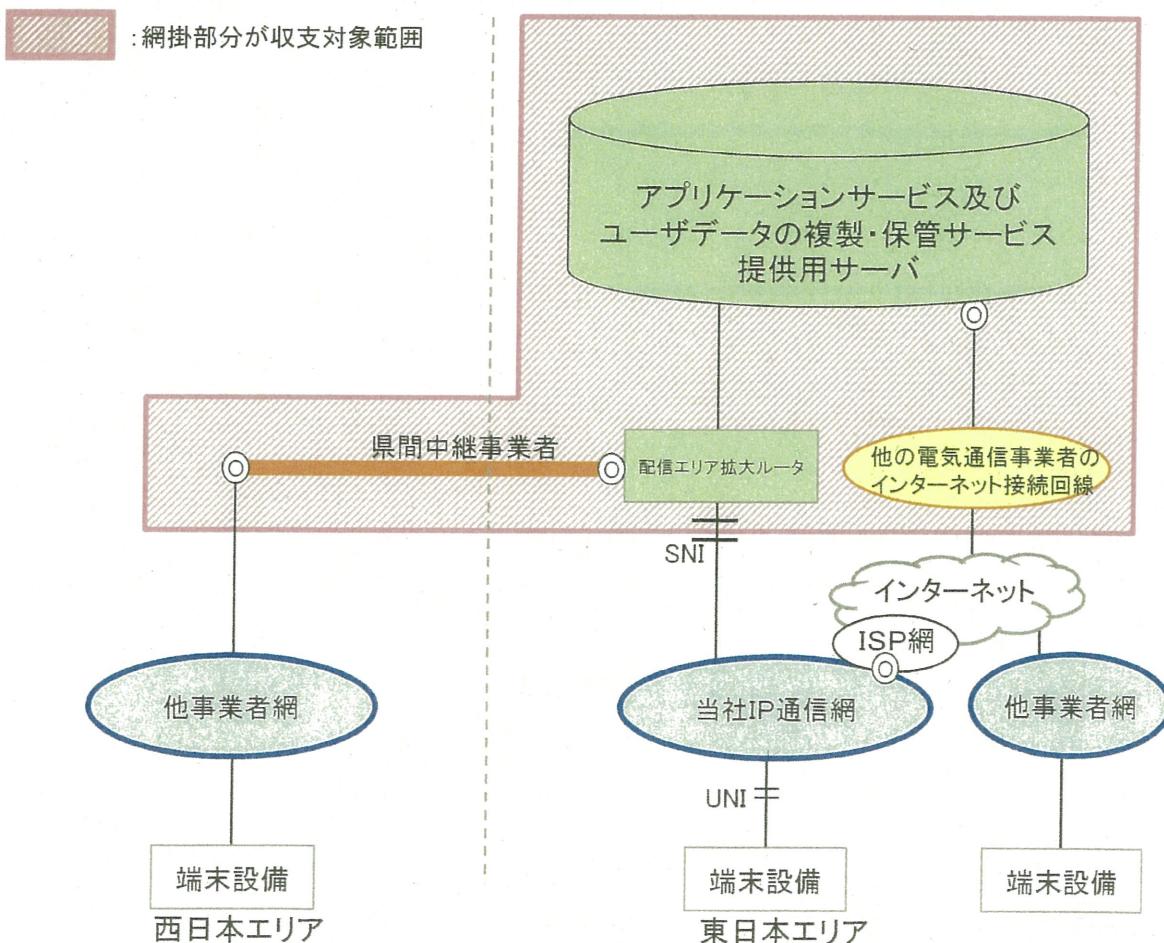 :網掛部分が収支対象範囲
アプリケーションサービス及び
ユーザデータの複製・保管サービス
提供用サーバ
県間中継事業者
配信エリア拡大ルータ
他の電気通信事業者の
インターネット接続回線
SNI
インターネット
ISP網
他事業者網
当社IP通信網
他事業者網
UNI
端末設備
端末設備
端末設備
西日本エリア
東日本エリア